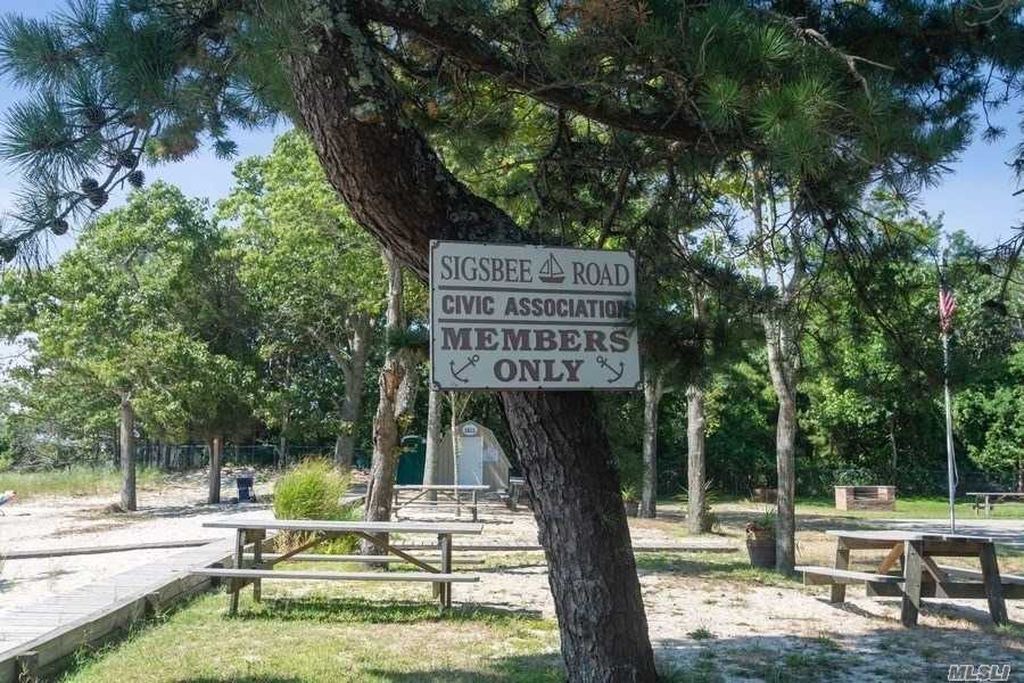 SIGSBEE ROAD
CIVIC ASSOCIATION
MEMBERS
ONLY
MLSLI